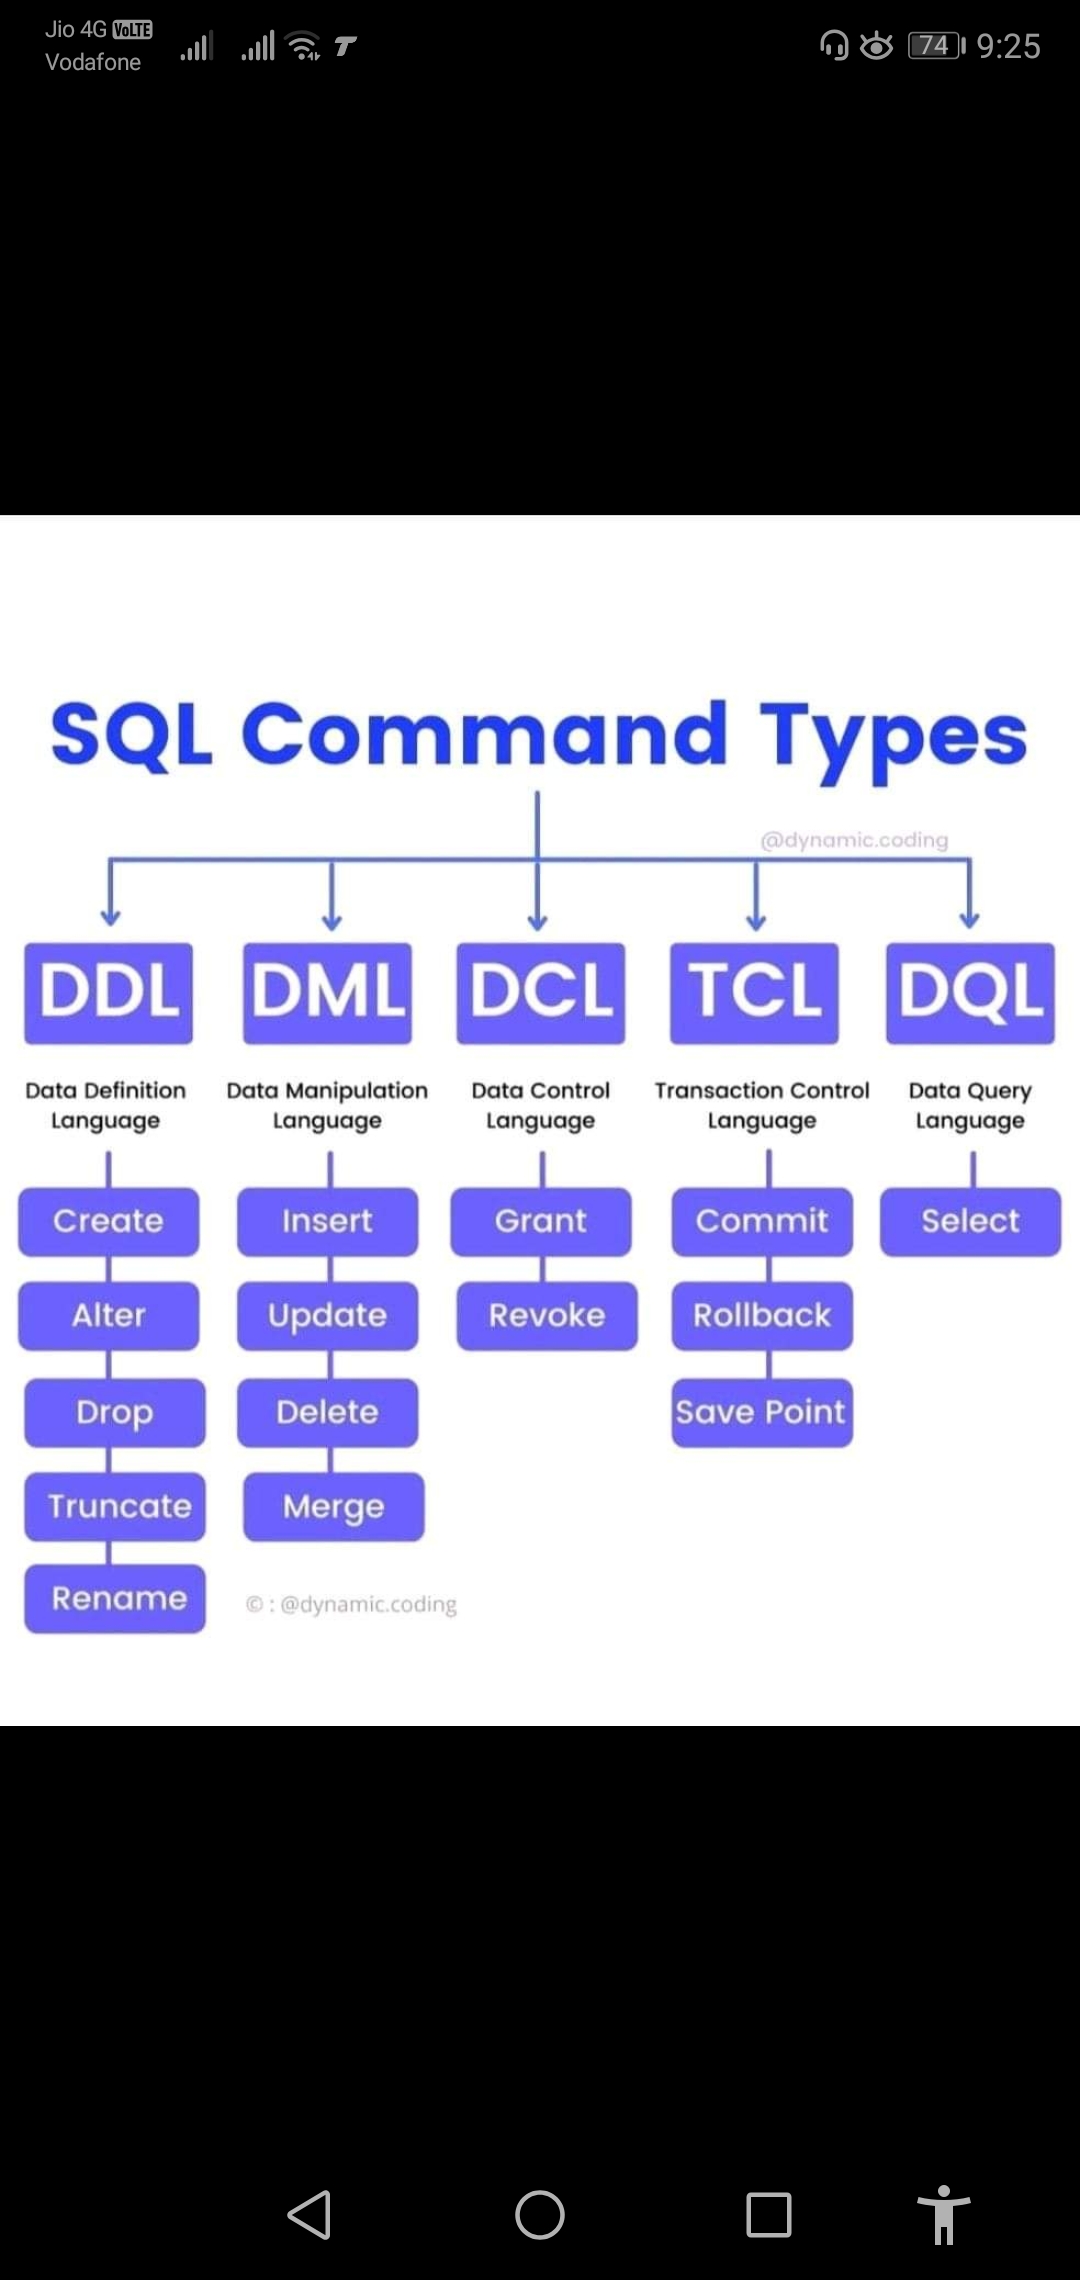 Jio 4G VoLTE
Vodafone
74
9:25
SQL Command Types
@dynamic.coding
DDL
DML
DCL
TCL
DQL
Data Definition
Language
Data Manipulation
Language
Data Control
Language
Transaction Control
Language
Data Query
Language
Create
Insert
Grant
Commit
Select
Alter
Update
Revoke
Rollback
Drop
Delete
Save Point
Truncate
Merge
Rename
© : @dynamic.coding